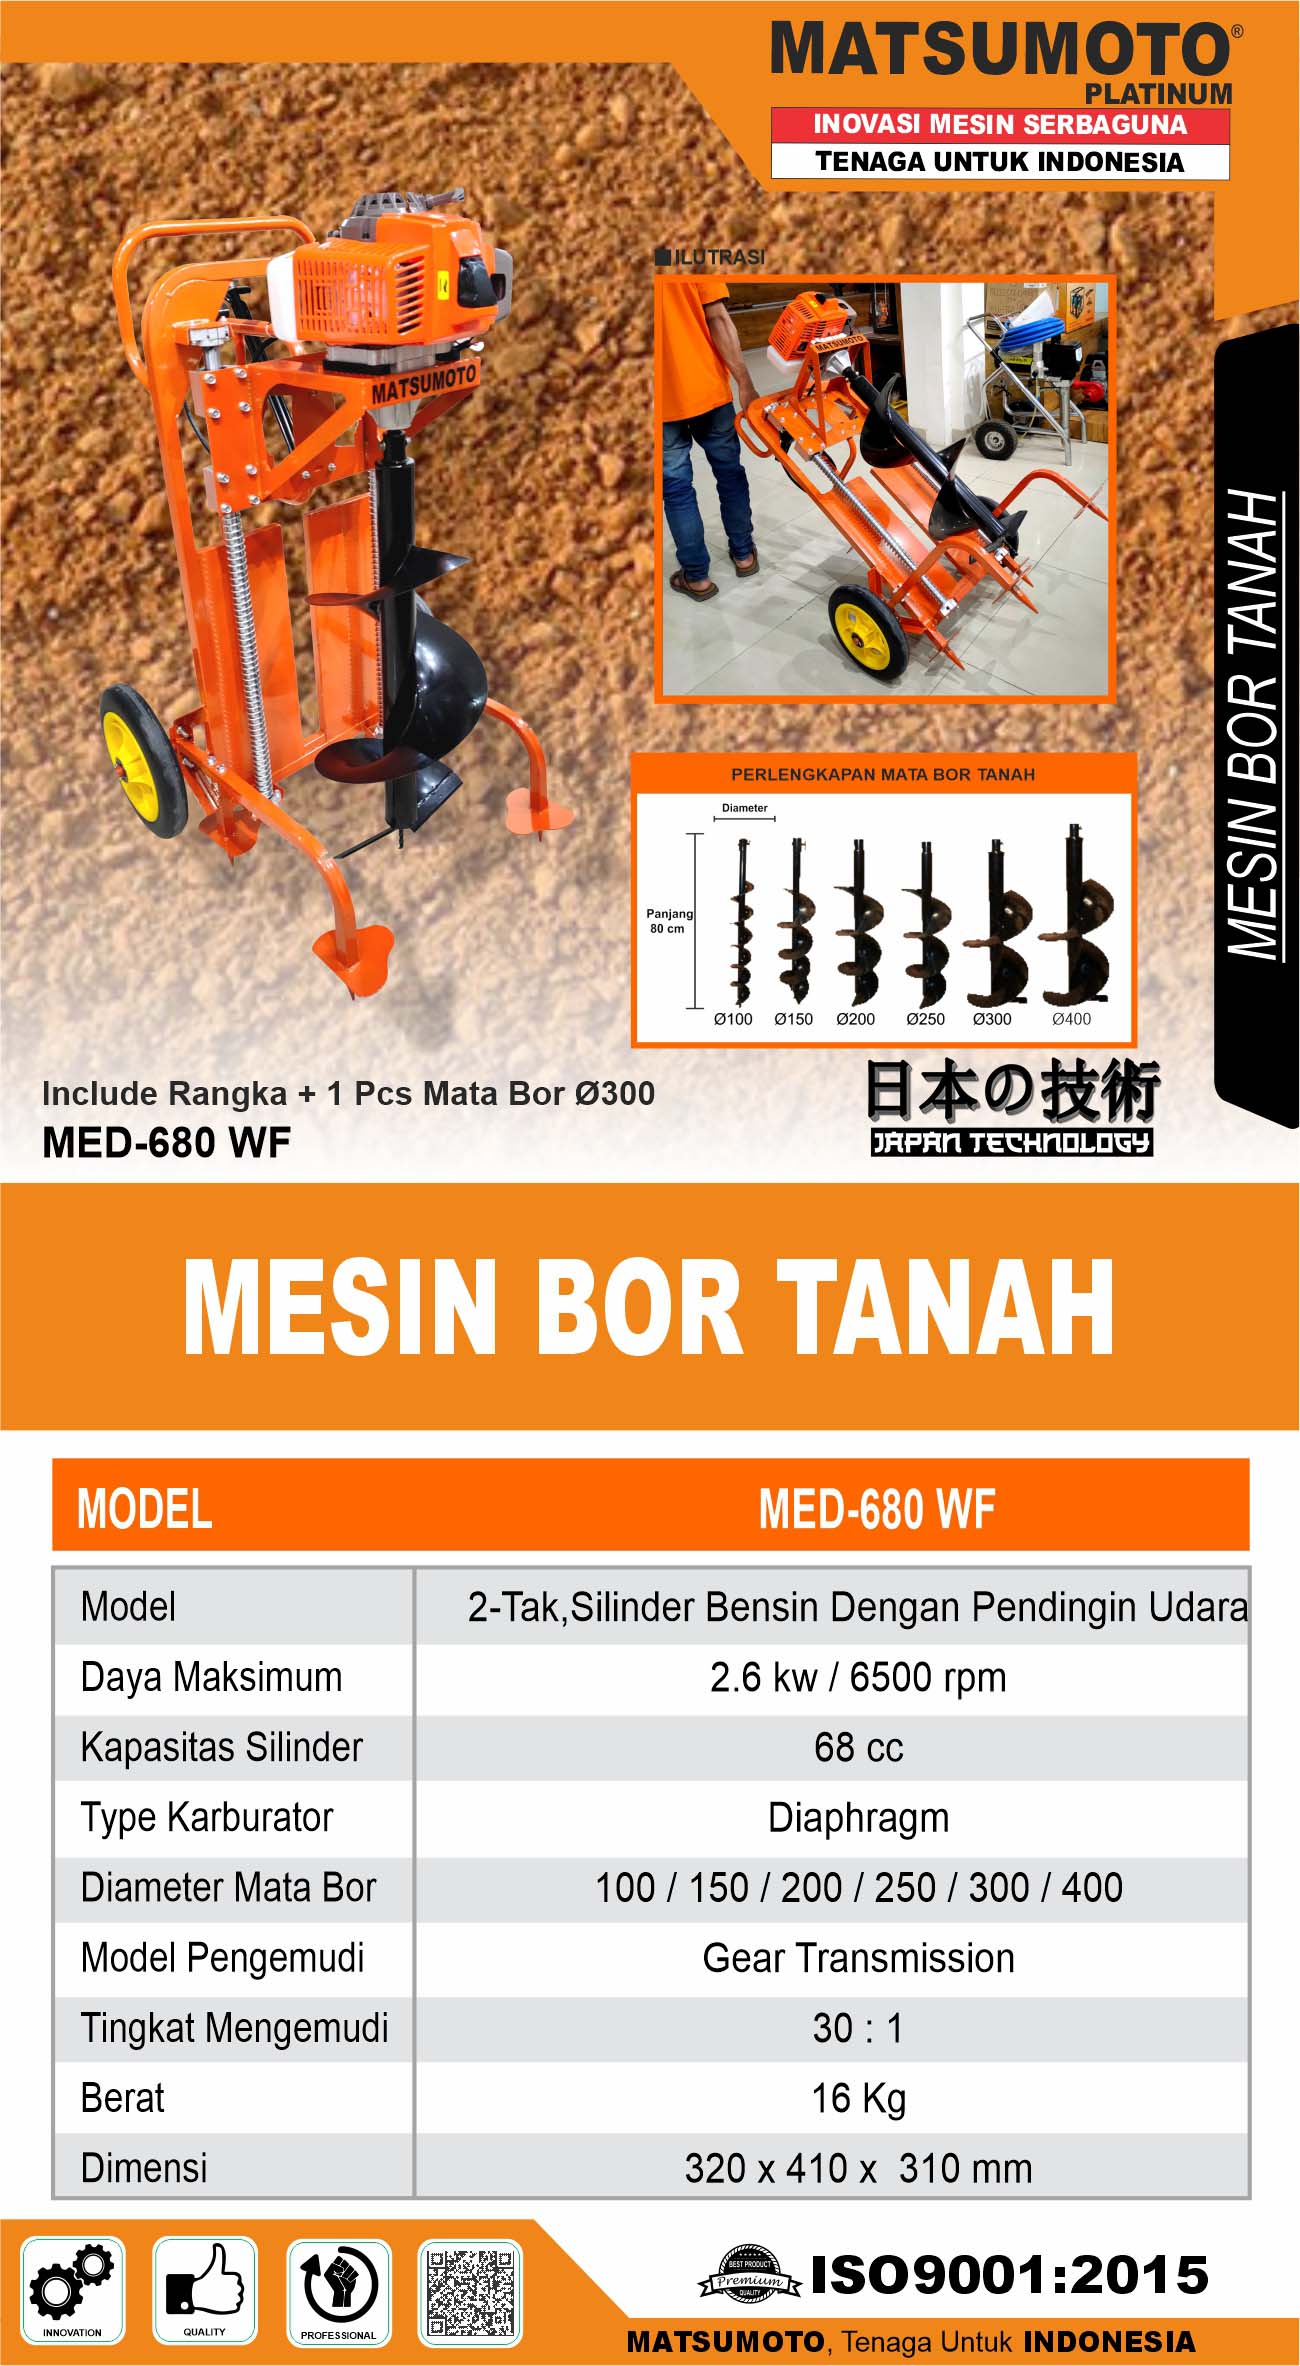 MATSUMOTO®
PLATINUM
INOVASI MESIN SERBAGUNA
TENAGA UNTUK INDONESIA
MATSUMOTO
ILUTRASI
MATSUMOTO
MESIN BOR TANAH
PERLENGKAPAN MATA BOR TANAH
Diameter
Panjang
80 cm
Ø100 Ø150 Ø200 Ø250 Ø300 Ø400
Include Rangka + 1 Pcs Mata Bor Ø300
MED-680 WF
日本の技術
JAPAN TECHNOLOGY
MESIN BOR TANAH
MODEL MED-680 WF
Model 2-Tak,Silinder Bensin Dengan Pendingin Udara
Daya Maksimum 2.6 kw / 6500 rpm
Kapasitas Silinder 68 cc
Type Karburator Diaphragm
Diameter Mata Bor 100 / 150 / 200 / 250 / 300 / 400
Model Pengemudi Gear Transmission
Tingkat Mengemudi 30 : 1
Berat 16 Kg
Dimensi 320 x 410 x 310 mm
INNOVATION
QUALITY
PROFESSIONAL
BEST PRODUCT
Premium
QUALITY
ISO9001:2015
MATSUMOTO, Tenaga Untuk INDONESIA